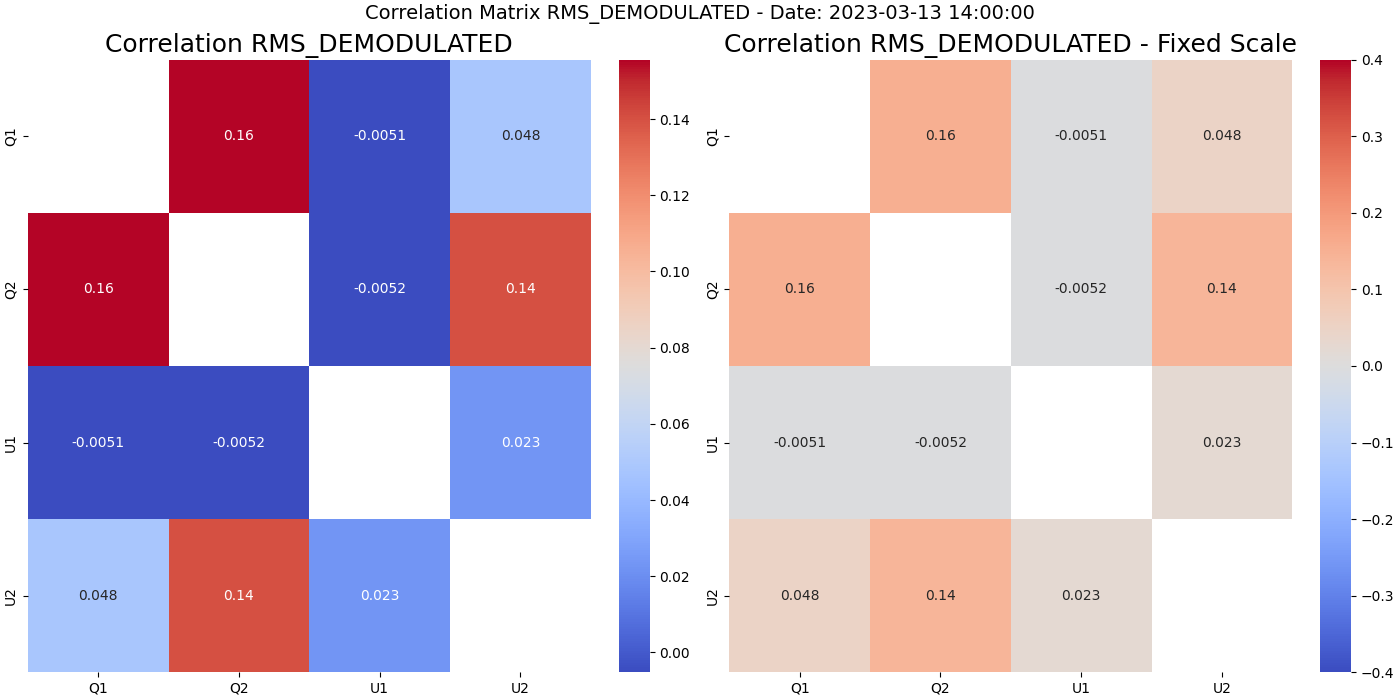 Correlation Matrix RMS_DEMODULATED - Date: 2023-03-13 14:00:00
Correlation RMS_DEMODULATED
Q1 0.16 -0.0051 0.048
Q2 0.16 -0.0052 0.14
U1 -0.0051 -0.0052 0.023
U2 0.048 0.14 0.023
Q1 Q2 U1 U2
0.14
0.12
0.10
0.08
0.06
0.04
0.02
0.00
Correlation RMS_DEMODULATED - Fixed Scale
Q1 0.16 -0.0051 0.048
Q2 0.16 -0.0052 0.14
U1 -0.0051 -0.0052 0.023
U2 0.048 0.14 0.023
Q1 Q2 U1 U2
0.4
0.3
0.2
0.1
0.0
−0.1
−0.2
−0.3
−0.4